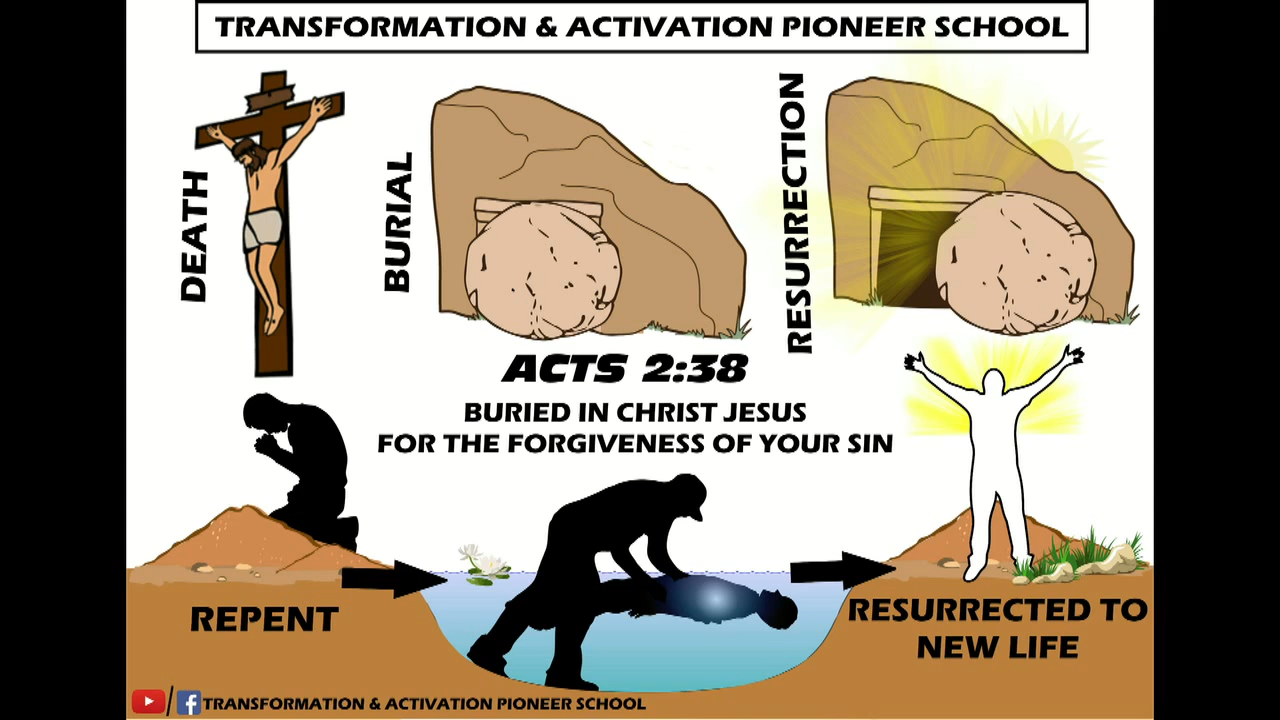 TRANSFORMATION & ACTIVATION PIONEER SCHOOL
DEATH
BURIAL
RESURRECTION
ACTS 2:38
BURIED IN CHRIST JESUS
FOR THE FORGIVENESS OF YOUR SIN
REPENT
RESURRECTED TO
NEW LIFE
TRANSFORMATION & ACTIVATION PIONEER SCHOOL